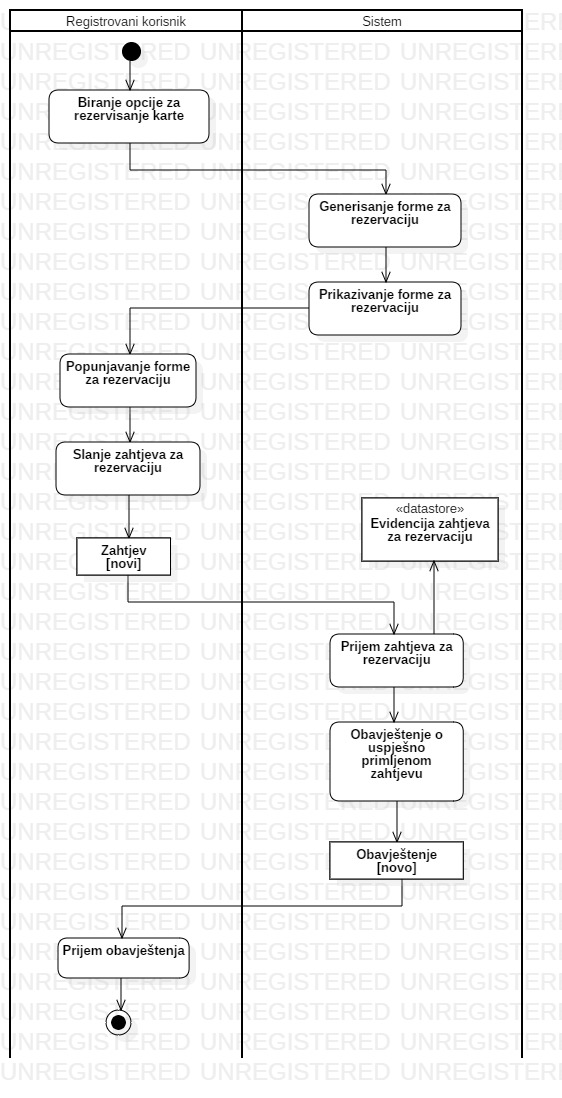 Registrovani korisnik
Sistem
Biranje opcije za
rezervisanje karte
Generisanje forme za
rezervaciju
Prikazivanje forme za
rezervaciju
Popunjavanje forme
za rezervaciju
Slanje zahtjeva za
rezervaciju
Zahtjev
[novi]
«datastore»
Evidencija zahtjeva
za rezervaciju
Prijem zahtjeva za
rezervaciju
Obavještenje o
uspješno
primljenom
zahtjevu
Obavještenje
[novo]
Prijem obavještenja
UNREGISTERED UNREGISTERED UNREGISTERED